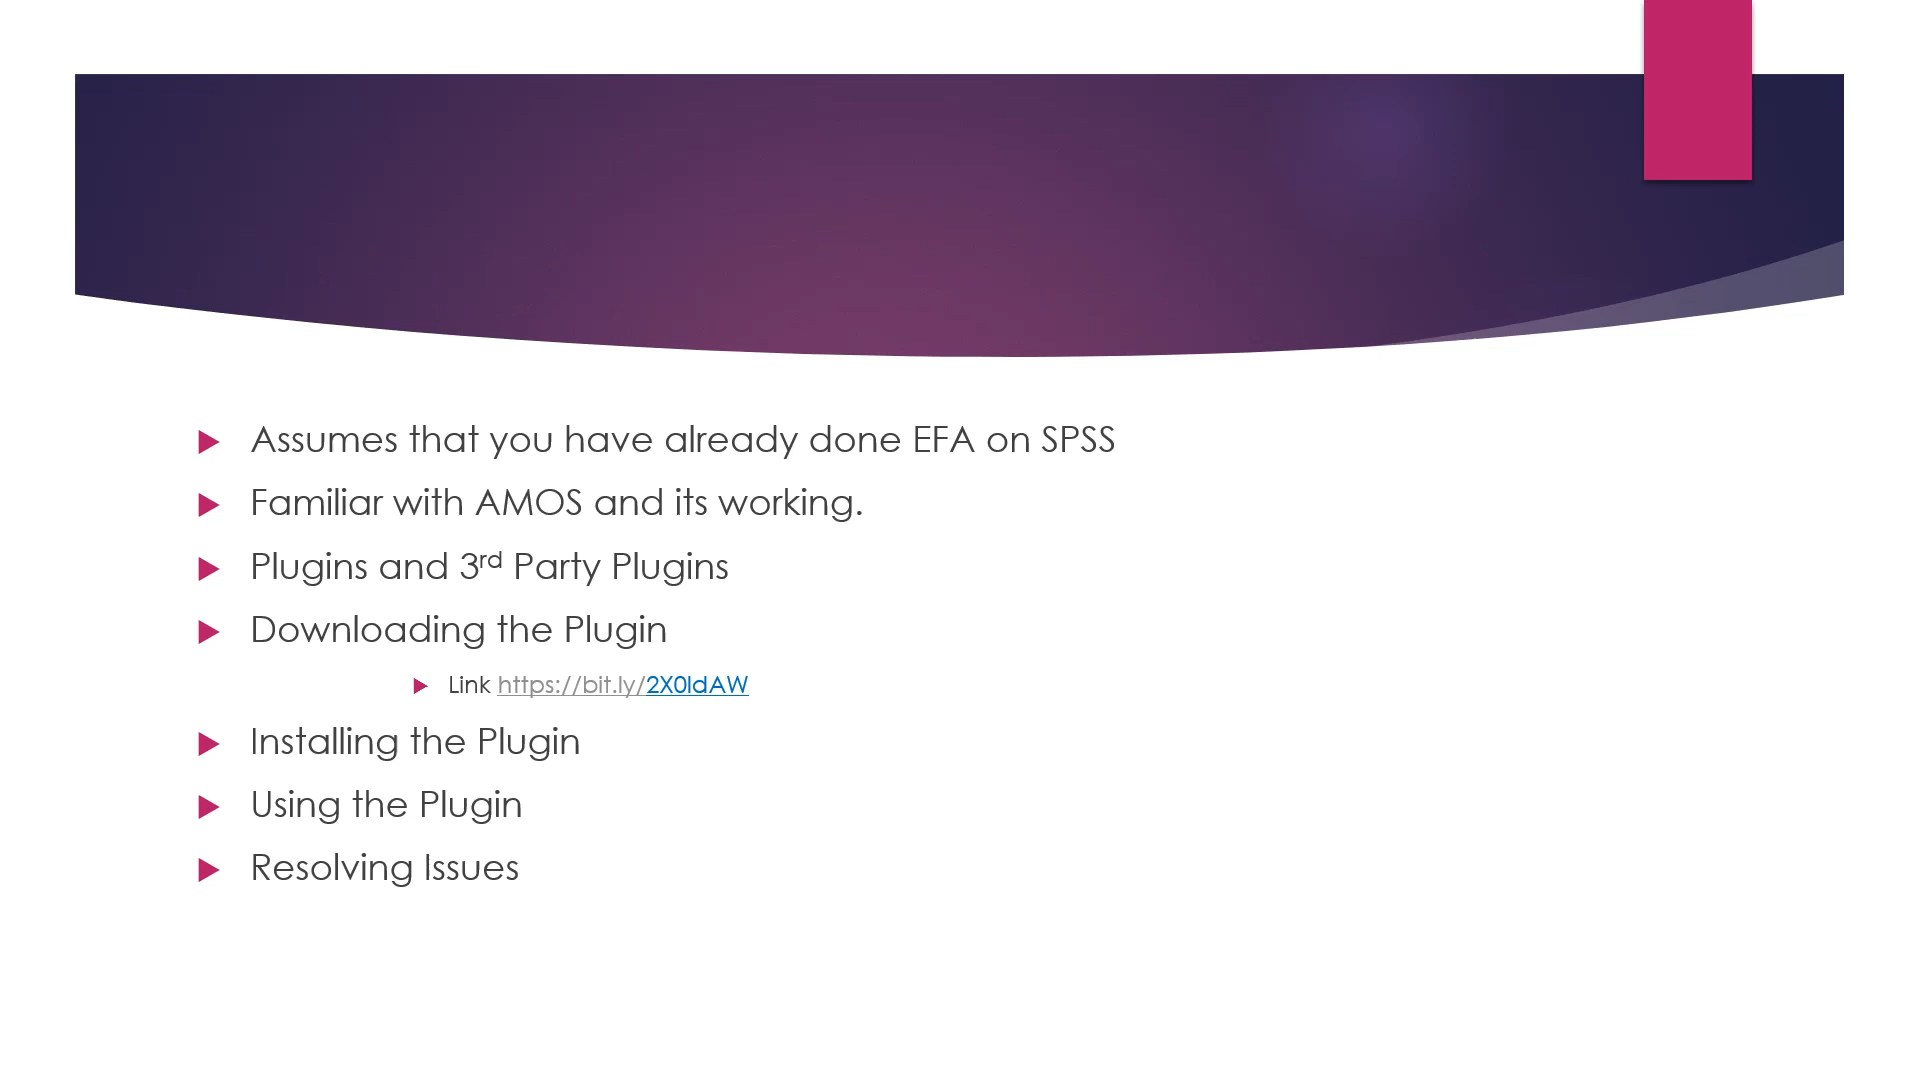 Assumes that you have already done EFA on SPSS
Familiar with AMOS and its working.
Plugins and 3rd Party Plugins
Downloading the Plugin
Link https://bit.ly/2X0IdAW
Installing the Plugin
Using the Plugin
Resolving Issues